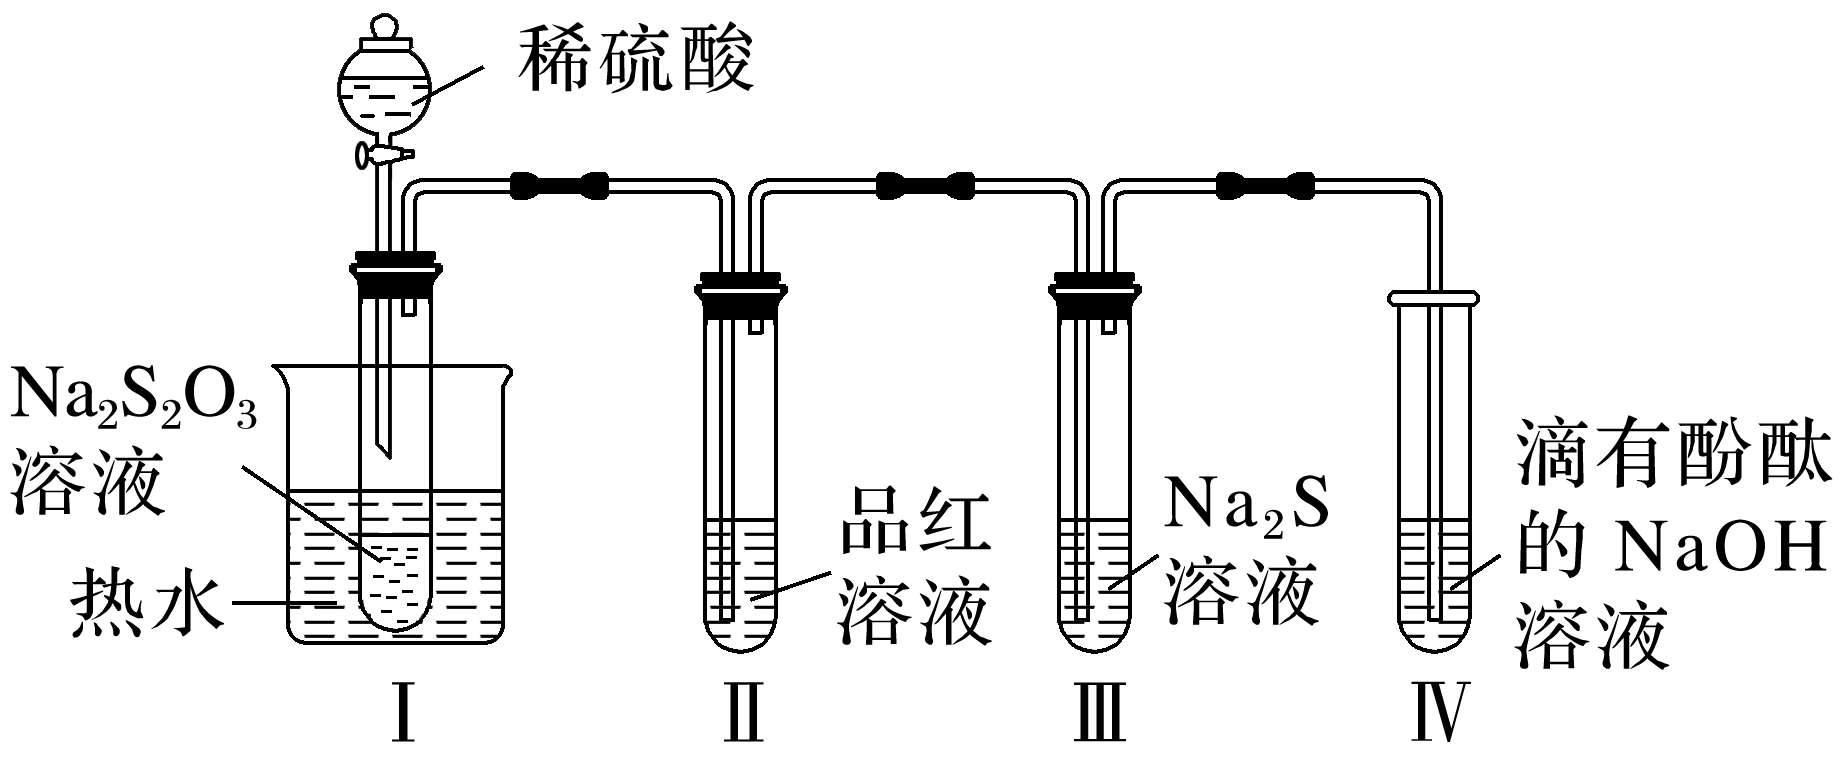 稀硫酸
Na₂S₂O₃
溶液
热水
品红
溶液
Na₂S
溶液
滴有酚酞
的 NaOH
溶液
Ⅰ
Ⅱ
Ⅲ
Ⅳ